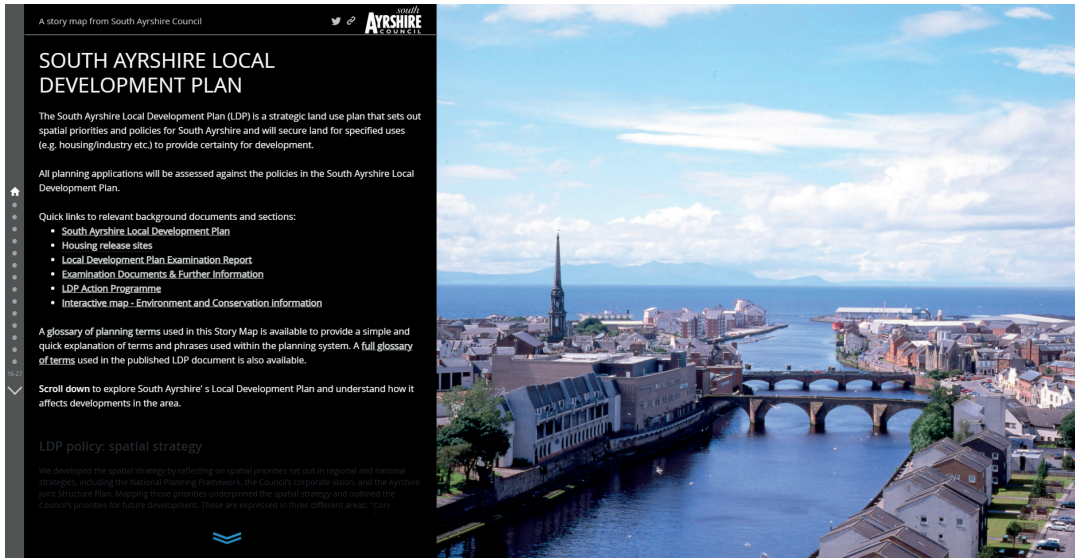 A story map from South Ayrshire Council
south
AYRSHIRE
COUNCIL
SOUTH AYRSHIRE LOCAL
DEVELOPMENT PLAN
The South Ayrshire Local Development Plan (LDP) is a strategic land use plan that sets out
spatial priorities and policies for South Ayrshire and will secure land for specified uses
(e.g. housing/industry etc.) to provide certainty for development.
All planning applications will be assessed against the policies in the South Ayrshire Local
Development Plan.
Quick links to relevant background documents and sections:
• South Ayrshire Local Development Plan
• Housing release sites
• Local Development Plan Examination Report
• Examination Documents & Further Information
• LDP Action Programme
• Interactive map - Environment and Conservation information
A glossary of planning terms used in this Story Map is available to provide a simple and
quick explanation of terms and phrases used within the planning system. A full glossary
of terms used in the published LDP document is also available.
16-27
Scroll down to explore South Ayrshire' s Local Development Plan and understand how it
affects developments in the area.
LDP policy: spatial strategy
We developed the spatial strategy by reflecting on spatial priorities set out in regional and national
strategies, including the National Planning Framework, the Council's corporate vision, and the Ayrshire
Joint Structure Plan. Mapping those priorities underpinned the spatial strategy and outlined the
Council's priorities for future development. These are expressed in three different areas; "Core